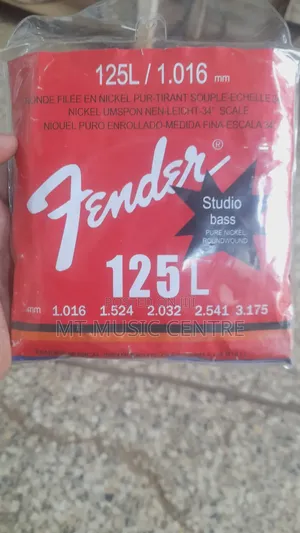 125L / 1.016 mm
RONDE FILEE EN NICKEL PUR-TIRANT SOUPLE-ECHELLE
NICKEL UMSPON NEN-LEICHT-34" SCALE
NIOUEL PURO ENROLLADO-MEDIDA FINA-ESCALA 34"
Fender®
Studio
bass
PURE NICKEL
ROUNDWOUND
125L
mm 1.016 1.524 2.032 2.541 3.175
MT MUSIC CENTRE